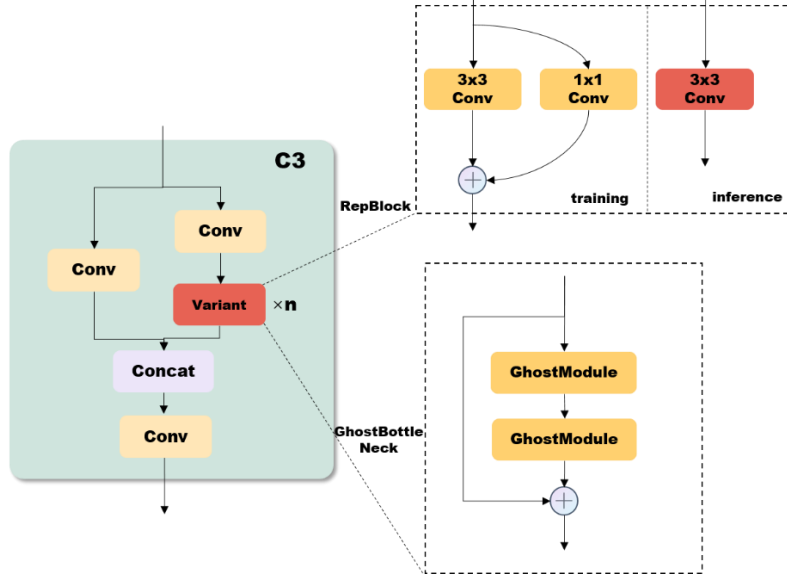 3x3
Conv
1x1
Conv
3x3
Conv
training
inference
RepBlock
C3
Conv
Conv
Variant
×n
Concat
Conv
GhostBottle
Neck
GhostModule
GhostModule